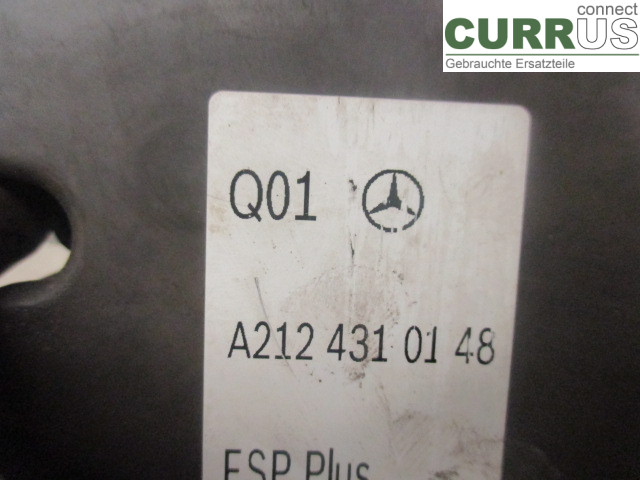 connect
CURRUS
Gebrauchte Ersatzteile
Q01
A212 431 01 48
ESP Plus